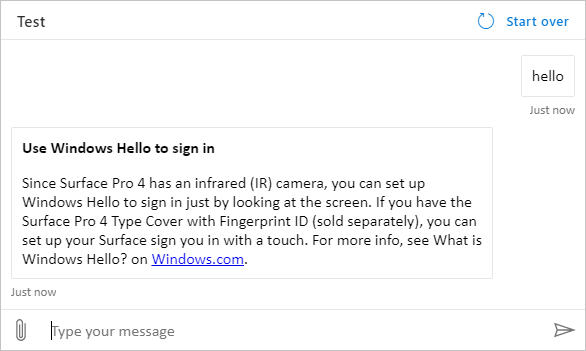 Test
Start over
hello
Just now
Use Windows Hello to sign in
Since Surface Pro 4 has an infrared (IR) camera, you can set up
Windows Hello to sign in just by looking at the screen. If you have the
Surface Pro 4 Type Cover with Fingerprint ID (sold separately), you can
set up your Surface sign you in with a touch. For more info, see What is
Windows Hello? on Windows.com.
Just now
Type your message